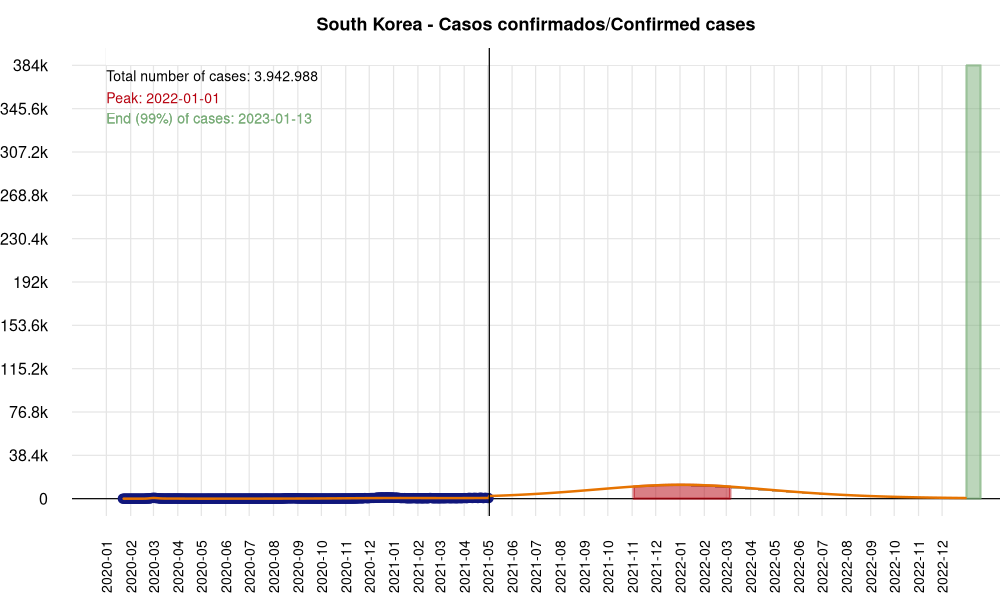 South Korea - Casos confirmados/Confirmed cases
Total number of cases: 3.942.988
Peak: 2022-01-01
End (99%) of cases: 2023-01-13
384k
345.6k
307.2k
268.8k
230.4k
192k
153.6k
115.2k
76.8k
38.4k
0
2020-01
2020-02
2020-03
2020-04
2020-05
2020-06
2020-07
2020-08
2020-09
2020-10
2020-11
2020-12
2021-01
2021-02
2021-03
2021-04
2021-05
2021-06
2021-07
2021-08
2021-09
2021-10
2021-11
2021-12
2022-01
2022-02
2022-03
2022-04
2022-05
2022-06
2022-07
2022-08
2022-09
2022-10
2022-11
2022-12